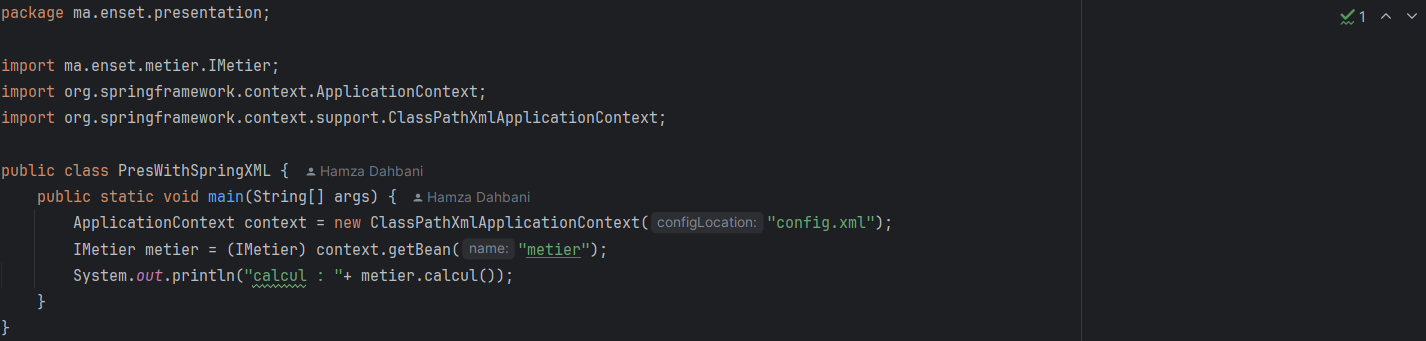 package ma.enset.presentation;
1
import ma.enset.metier.IMetier;
import org.springframework.context.ApplicationContext;
import org.springframework.context.support.ClassPathXmlApplicationContext;
public class PresWithSpringXML { Hamza Dahbani
public static void main(String[] args) { Hamza Dahbani
ApplicationContext context = new ClassPathXmlApplicationContext( configLocation: "config.xml");
IMetier metier = (IMetier) context.getBean( name: "metier");
System.out.println("calcul : "+ metier.calcul());
}
}